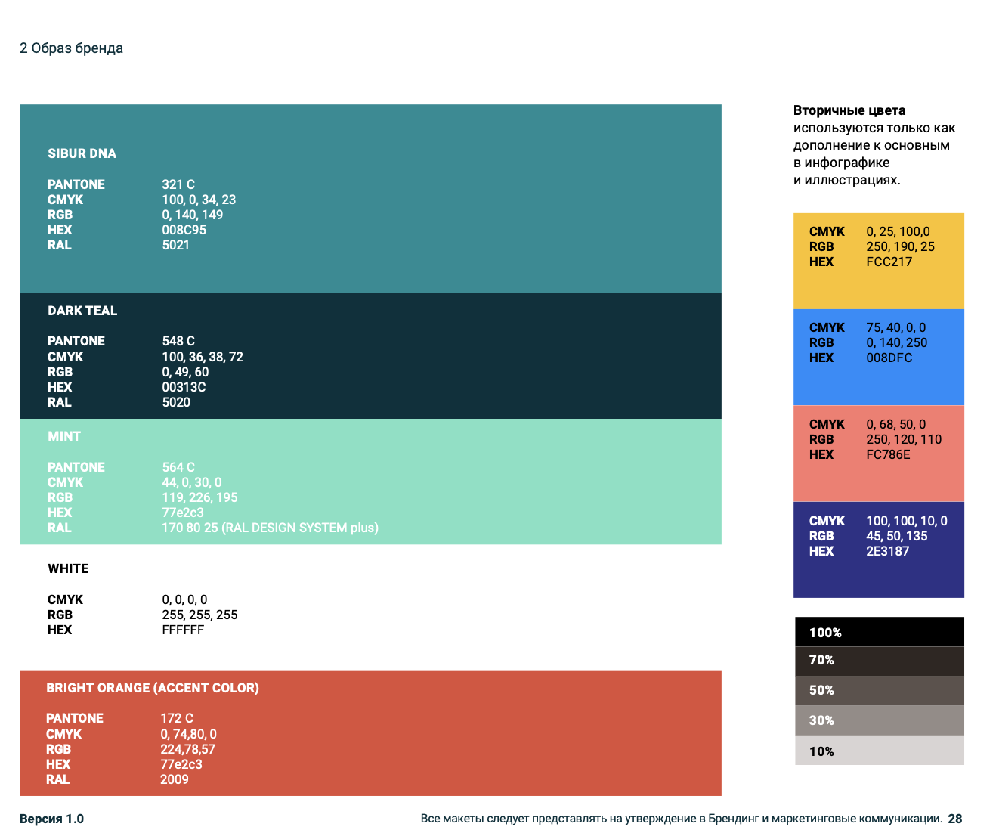 2 Образ бренда
SIBUR DNA
PANTONE 321 C
CMYK 100, 0, 34, 23
RGB 0, 140, 149
HEX 008C95
RAL 5021
DARK TEAL
PANTONE 548 C
CMYK 100, 36, 38, 72
RGB 0, 49, 60
HEX 00313C
RAL 5020
MINT
PANTONE 564 C
CMYK 44, 0, 30, 0
RGB 119, 226, 195
HEX 77e2c3
RAL 170 80 25 (RAL DESIGN SYSTEM plus)
WHITE
CMYK 0, 0, 0, 0
RGB 255, 255, 255
HEX FFFFFF
BRIGHT ORANGE (ACCENT COLOR)
PANTONE 172 C
CMYK 0, 74,80, 0
RGB 224,78,57
HEX 77e2c3
RAL 2009
Вторичные цвета
используются только как
дополнение к основным
в инфографике
и иллюстрациях.
CMYK 0, 25, 100,0
RGB 250, 190, 25
HEX FCC217
CMYK 75, 40, 0, 0
RGB 0, 140, 250
HEX 008DFC
CMYK 0, 68, 50, 0
RGB 250, 120, 110
HEX FC786E
CMYK 100, 100, 10, 0
RGB 45, 50, 135
HEX 2E3187
100%
70%
50%
30%
10%
Версия 1.0
Все макеты следует представлять на утверждение в Брендинг и маркетинговые коммуникации. 28